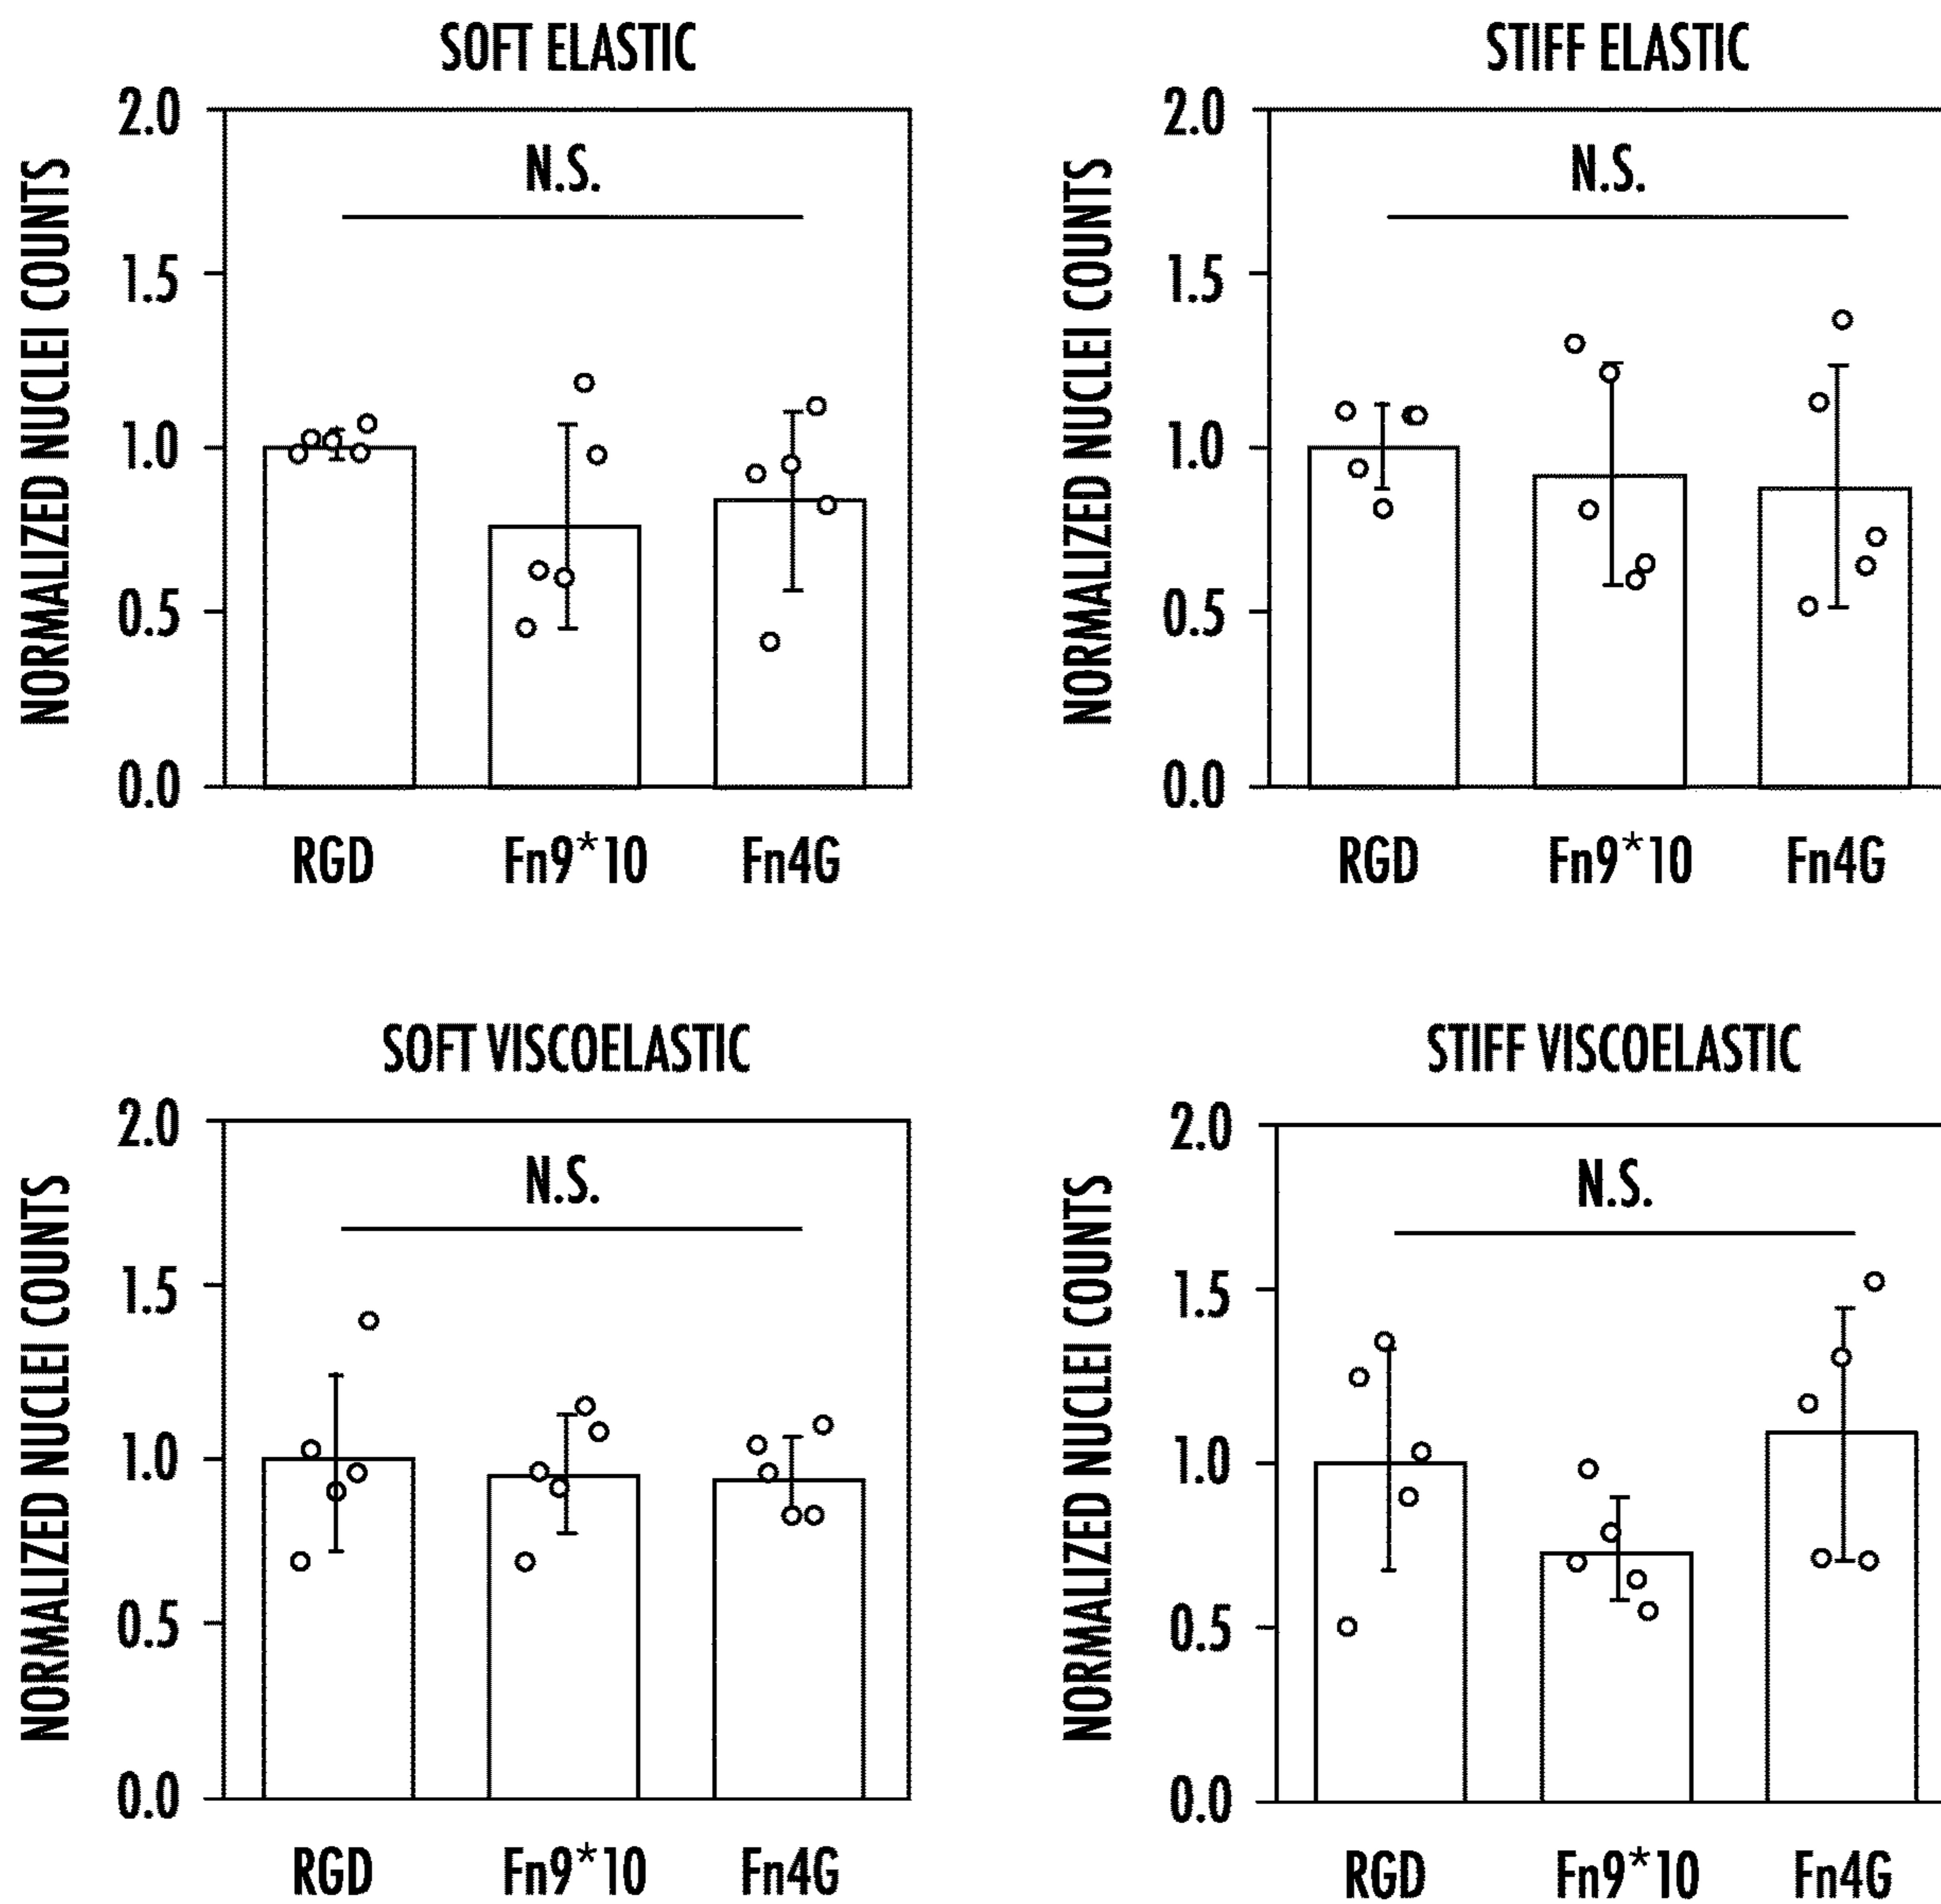 SOFT ELASTIC
NORMALIZED NUCLEI COUNTS
2.0
1.5
1.0
0.5
0.0
N.S.
RGD Fn9*10 Fn4G
STIFF ELASTIC
NORMALIZED NUCLEI COUNTS
2.0
1.5
1.0
0.5
0.0
N.S.
RGD Fn9*10 Fn4G
SOFT VISCOELASTIC
NORMALIZED NUCLEI COUNTS
2.0
1.5
1.0
0.5
0.0
N.S.
RGD Fn9*10 Fn4G
STIFF VISCOELASTIC
NORMALIZED NUCLEI COUNTS
2.0
1.5
1.0
0.5
0.0
N.S.
RGD Fn9*10 Fn4G